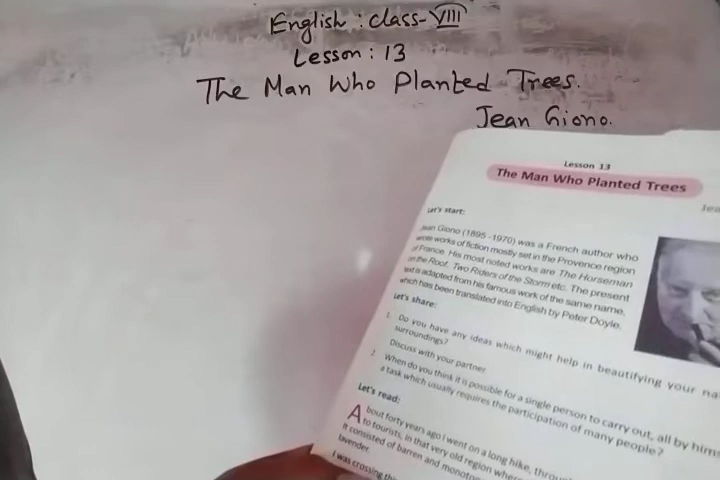 English : class-VIII
Lesson : 13
The Man Who Planted Trees.
Jean Giono.
Lesson 13
The Man Who Planted Trees
Let's start:
Jean Giono (1895 -1970) was a French author who
wrote works of fiction mostly set in the Provence region
of France. His most noted works are The Horseman
on the Roof, Two Riders of the Storm etc. The present
text is adapted from his famous work of the same name,
which has been translated into English by Peter Doyle.
Let's share:
1. Do you have any ideas which might help in beautifying your
surroundings?
Discuss with your partner.
2. When do you think it is possible for a single person to carry out, all by
a task which usually requires the participation of many people?
Let's read:
About forty years ago I went on a long hike,
to tourists, in that very old region
It consisted of barren and
lavender.
I was crossing